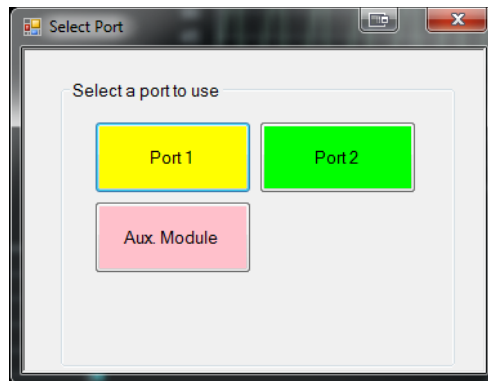 Select Port
Select a port to use
Port 1
Port 2
Aux. Module